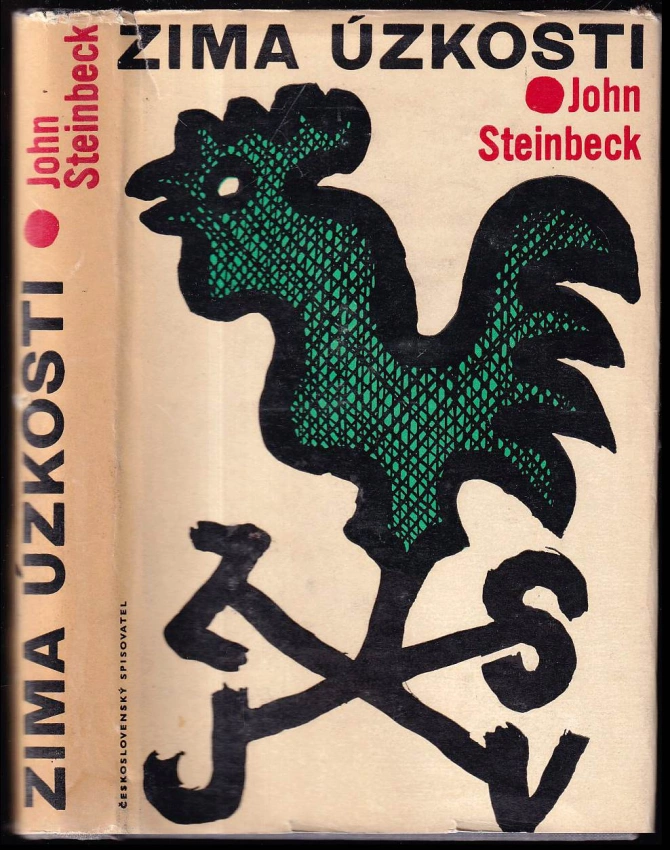 ZIMA ÚZKOSTI
John
Steinbeck
Z
S
J
V
ZIMA ÚZKOSTI
John
Steinbeck
ČESKOSLOVENSKÝ SPISOVATEL